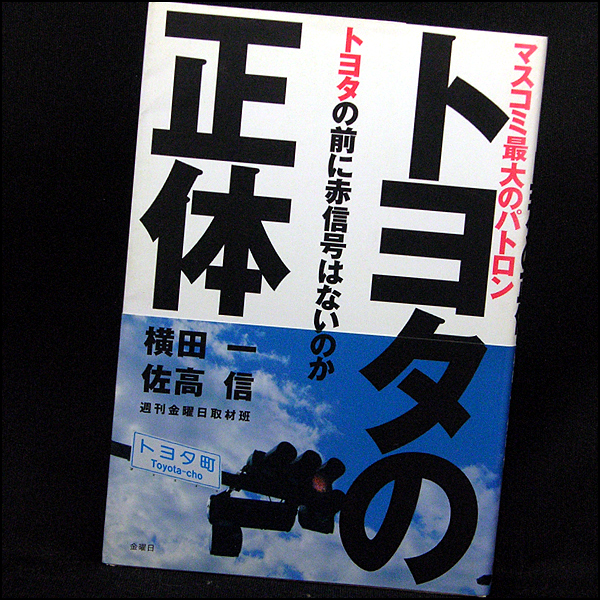 マスコミ最大のパトロン
トヨタの
正体
トヨタの前に赤信号はないのか
横田 一
佐高 信
週刊金曜日取材班
トヨタ町
Toyota-cho
金曜日